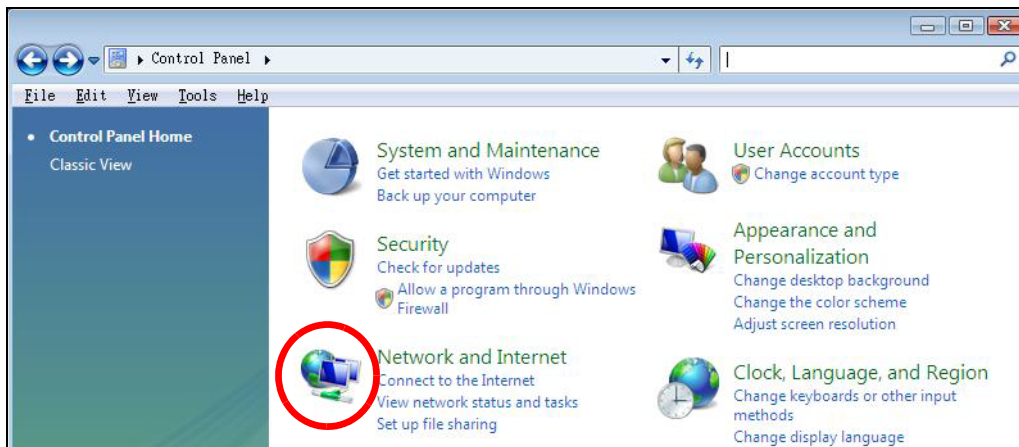 Control Panel
File Edit View Tools Help
Control Panel Home
Classic View
System and Maintenance
Get started with Windows
Back up your computer
Security
Check for updates
Allow a program through Windows
Firewall
Network and Internet
Connect to the Internet
View network status and tasks
Set up file sharing
User Accounts
Change account type
Appearance and
Personalization
Change desktop background
Change the color scheme
Adjust screen resolution
Clock, Language, and Region
Change keyboards or other input
methods
Change display language